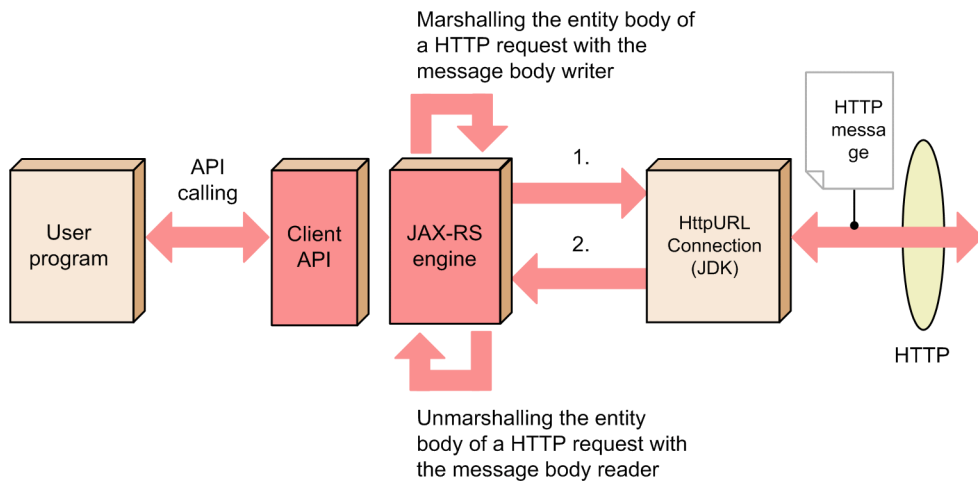 Marshalling the entity body of
a HTTP request with the
message body writer
HTTP
messa
ge
API
calling
1.
User
program
Client
API
JAX-RS
engine
2.
HttpURL
Connection
(JDK)
HTTP
Unmarshalling the entity
body of a HTTP request with
the message body reader